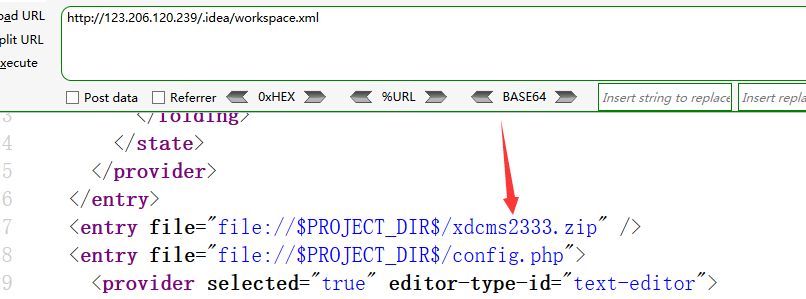 oad URL
http://123.206.120.239/.idea/workspace.xml
plit URL
xecute
Post data Referrer 0xHEX %URL BASE64 Insert string to replace Insert repla
3 </folding>
4 </state>
5 </provider>
6 </entry>
7 <entry file="file://$PROJECT_DIR$/xdcms2333.zip" />
8 <entry file="file://$PROJECT_DIR$/config.php">
9 <provider selected="true" editor-type-id="text-editor">